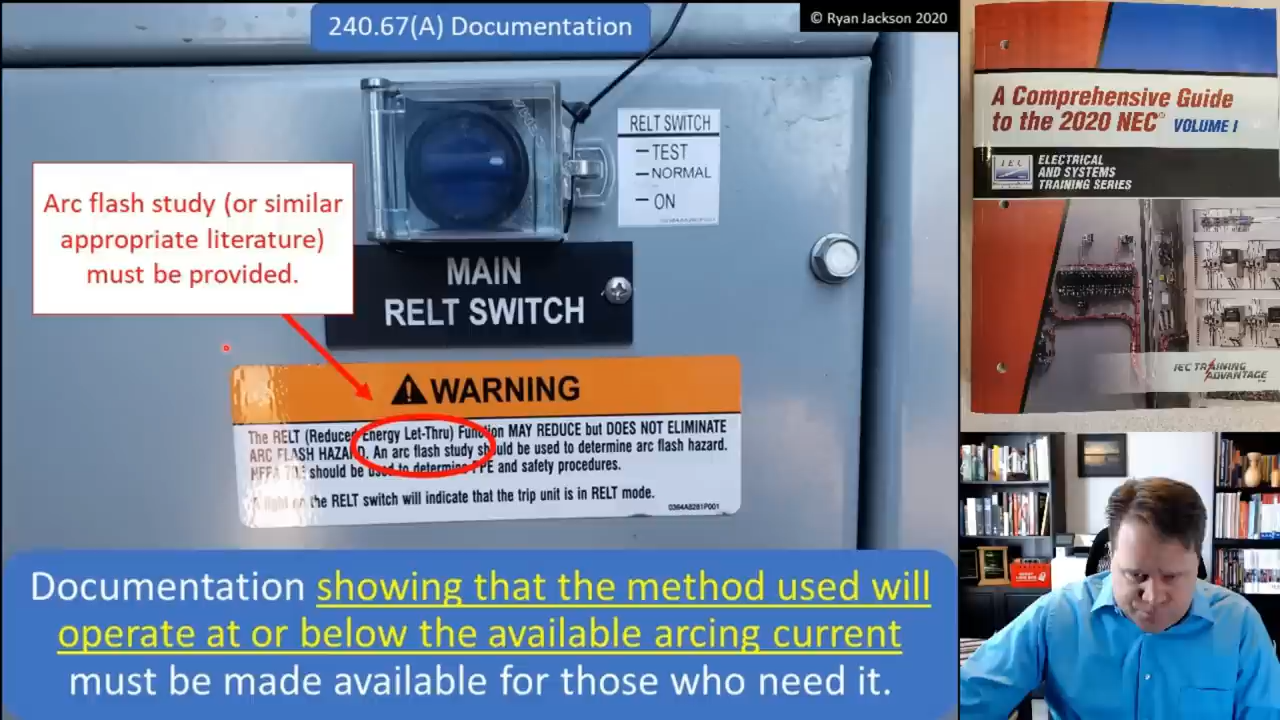 240.67(A) Documentation
© Ryan Jackson 2020
RELT SWITCH
TEST
NORMAL
ON
Arc flash study (or similar
appropriate literature)
must be provided.
MAIN
RELT SWITCH
WARNING
The RELT (Reduced Energy Let-Thru) Function MAY REDUCE but DOES NOT ELIMINATE
ARC FLASH HAZARD. An arc flash study should be used to determine arc flash hazard.
NFPA 70E should be used to determine PPE and safety procedures.
A light on the RELT switch will indicate that the trip unit is in RELT mode.
0364A8281P001
Documentation showing that the method used will
operate at or below the available arcing current
must be made available for those who need it.
A Comprehensive Guide
to the 2020 NEC® VOLUME I
IEC
ELECTRICAL
AND SYSTEMS
TRAINING SERIES
IEC TRAINING
ADVANTAGE